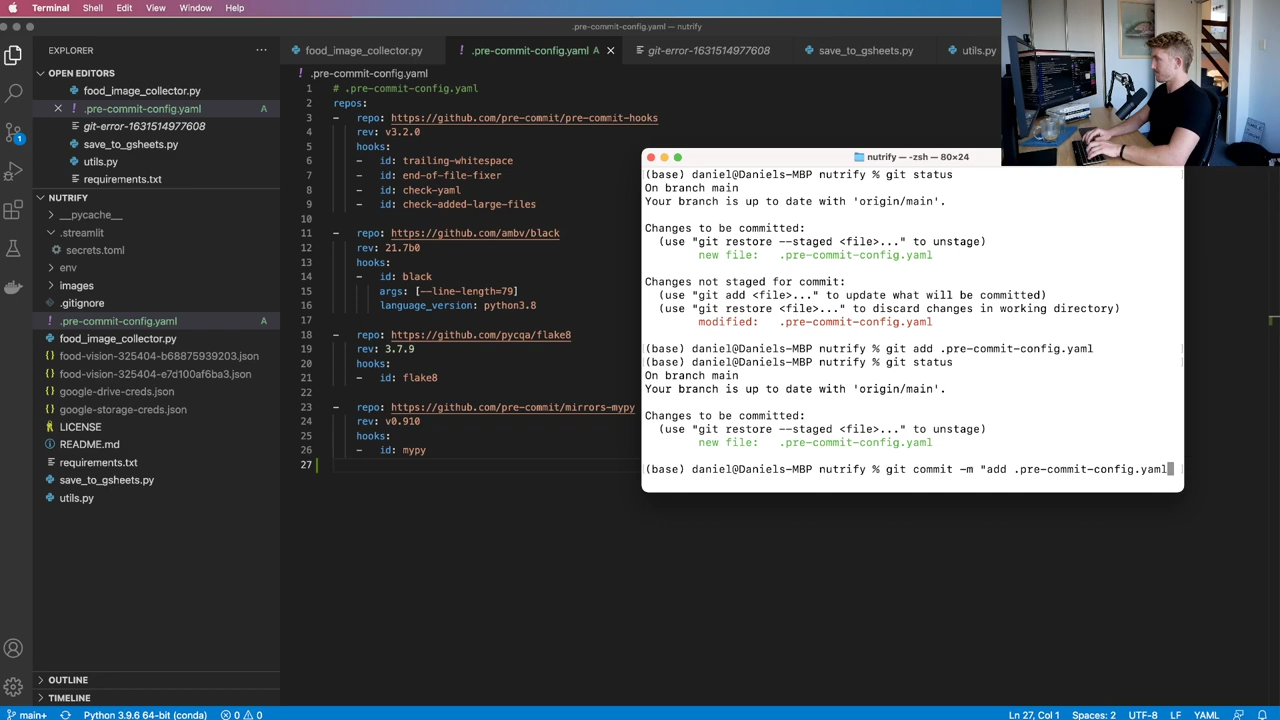 Terminal Shell Edit View Window Help
.pre-commit-config.yaml — nutrify
EXPLORER
OPEN EDITORS
food_image_collector.py
.pre-commit-config.yaml A
git-error-1631514977608
save_to_gsheets.py
utils.py
requirements.txt
NUTRIFY
__pycache__
.streamlit
secrets.toml
env
images
.gitignore
.pre-commit-config.yaml A
food_image_collector.py
food-vision-325404-b68875939203.json
food-vision-325404-e7d100af6ba3.json
google-drive-creds.json
google-storage-creds.json
LICENSE
README.md
requirements.txt
save_to_gsheets.py
utils.py
OUTLINE
TIMELINE
food_image_collector.py .pre-commit-config.yaml A git-error-1631514977608 save_to_gsheets.py utils.py
.pre-commit-config.yaml
1 # .pre-commit-config.yaml
2 repos:
3 - repo: https://github.com/pre-commit/pre-commit-hooks
4 rev: v3.2.0
5 hooks:
6 - id: trailing-whitespace
7 - id: end-of-file-fixer
8 - id: check-yaml
9 - id: check-added-large-files
10
11 - repo: https://github.com/ambv/black
12 rev: 21.7b0
13 hooks:
14 - id: black
15 args: [--line-length=79]
16 language_version: python3.8
17
18 - repo: https://github.com/pycqa/flake8
19 rev: 3.7.9
20 hooks:
21 - id: flake8
22
23 - repo: https://github.com/pre-commit/mirrors-mypy
24 rev: v0.910
25 hooks:
26 - id: mypy
27
nutrify — -zsh — 80×24
(base) daniel@Daniels-MBP nutrify % git status
On branch main
Your branch is up to date with 'origin/main'.
Changes to be committed:
(use "git restore --staged <file>..." to unstage)
new file: .pre-commit-config.yaml
Changes not staged for commit:
(use "git add <file>..." to update what will be committed)
(use "git restore <file>..." to discard changes in working directory)
modified: .pre-commit-config.yaml
(base) daniel@Daniels-MBP nutrify % git add .pre-commit-config.yaml
(base) daniel@Daniels-MBP nutrify % git status
On branch main
Your branch is up to date with 'origin/main'.
Changes to be committed:
(use "git restore --staged <file>..." to unstage)
new file: .pre-commit-config.yaml
(base) daniel@Daniels-MBP nutrify % git commit -m "add .pre-commit-config.yaml
1
main+ Python 3.9.6 64-bit (conda) 0 0 Ln 27, Col 1 Spaces: 2 UTF-8 LF YAML